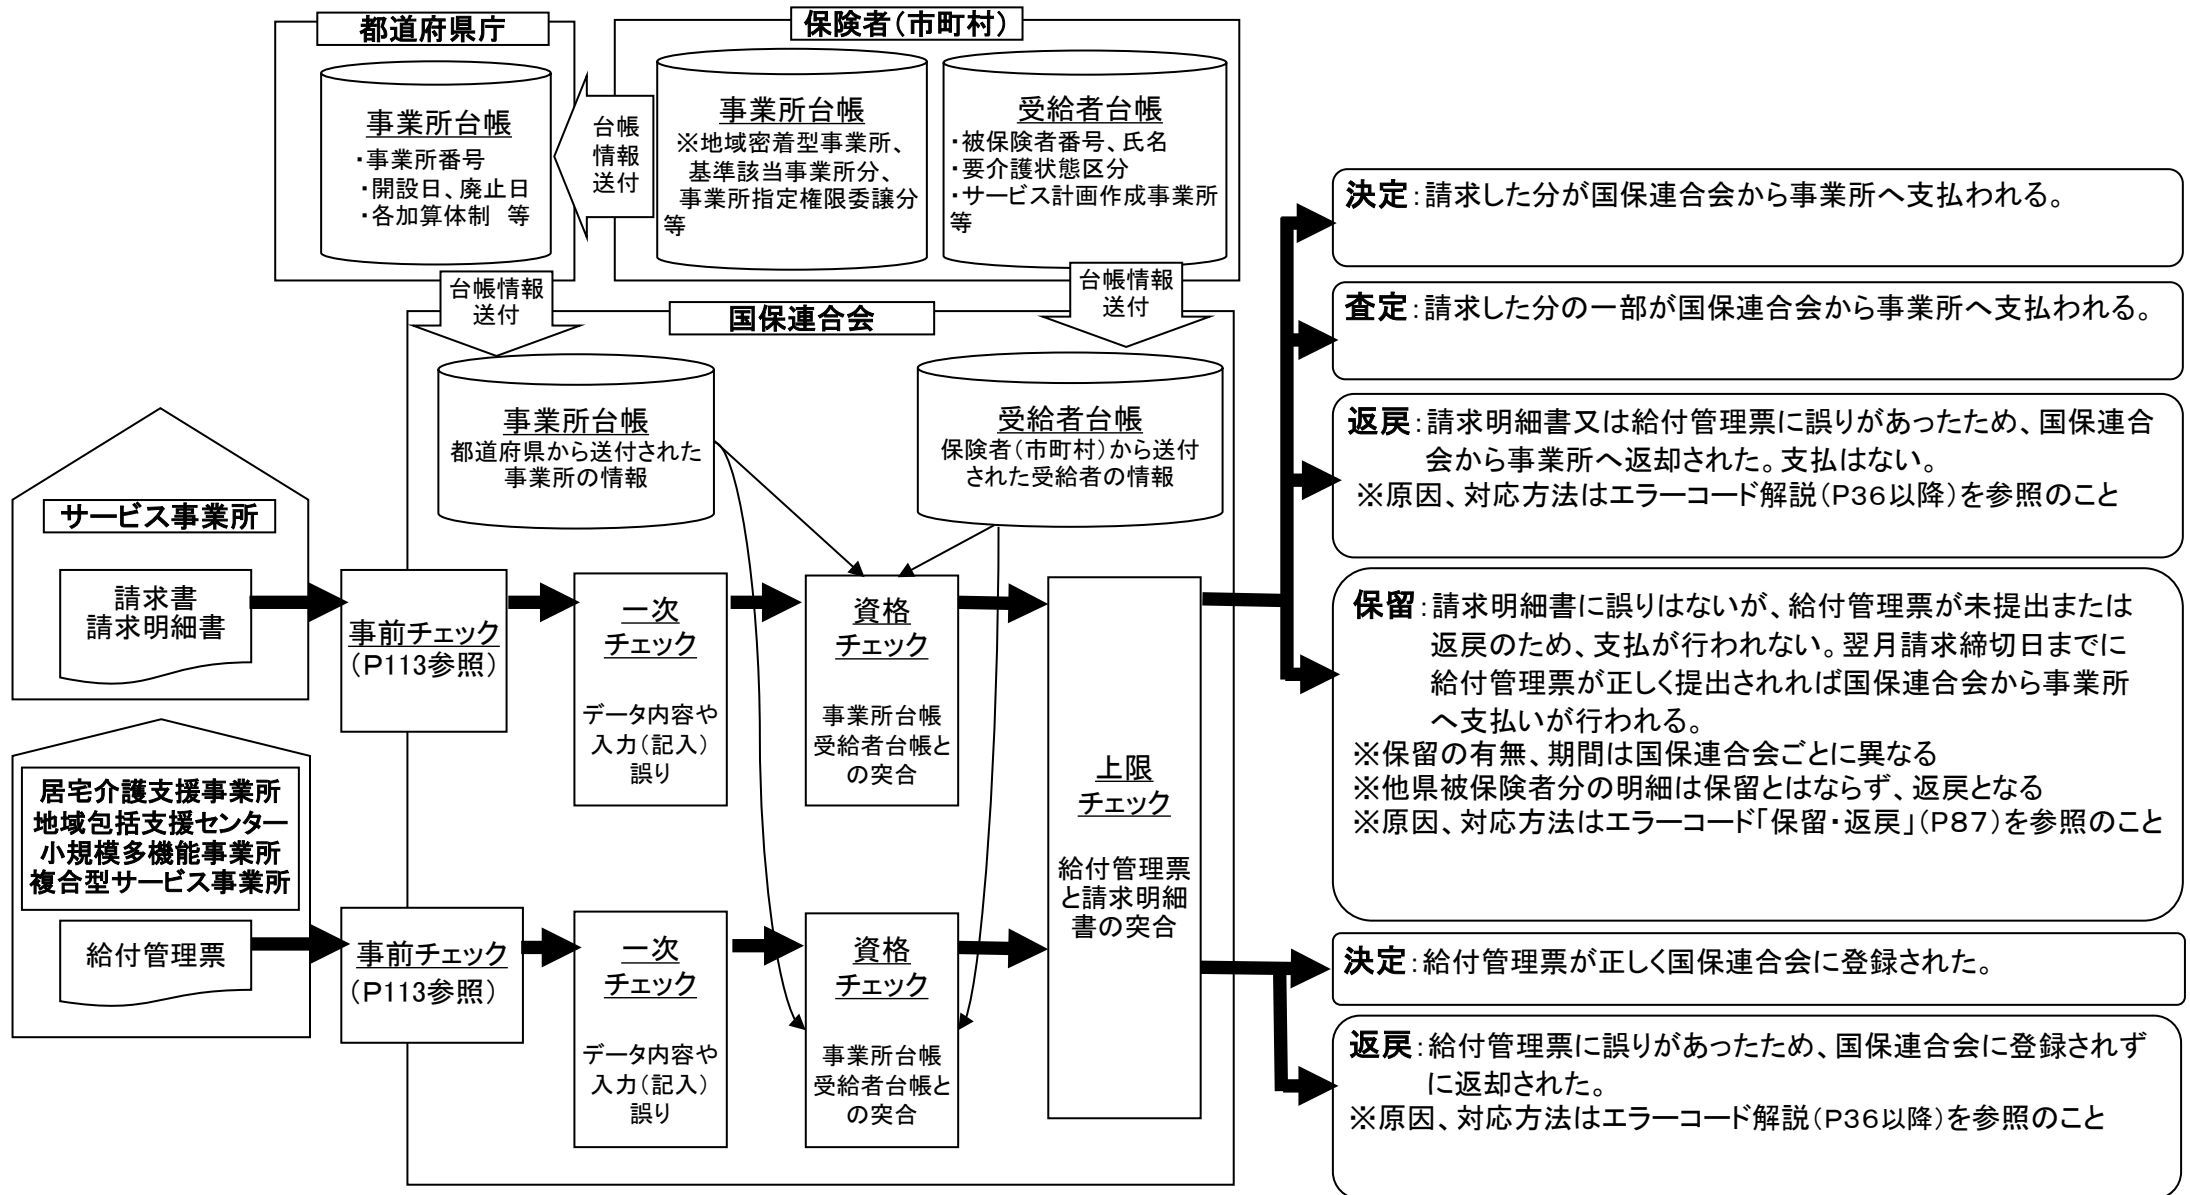 都道府県庁
事業所台帳
・事業所番号
・開設日、廃止日
・各加算体制　等
台帳
情報
送付
保険者(市町村)
事業所台帳
※地域密着型事業所、
基準該当事業所分、
事業所指定権限委譲分
等
受給者台帳
・被保険者番号、氏名
・要介護状態区分
・サービス計画作成事業所
等
台帳情報
送付
台帳情報
送付
国保連合会
事業所台帳
都道府県から送付された
事業所の情報
受給者台帳
保険者(市町村)から送付
された受給者の情報
サービス事業所
請求書
請求明細書
事前チェック
(P113参照)
一次
チェック
データ内容や
入力(記入)
誤り
資格
チェック
事業所台帳
受給者台帳と
の突合
上限
チェック
給付管理票
と請求明細
書の突合
居宅介護支援事業所
地域包括支援センター
小規模多機能事業所
複合型サービス事業所
給付管理票
事前チェック
(P113参照)
一次
チェック
データ内容や
入力(記入)
誤り
資格
チェック
事業所台帳
受給者台帳と
の突合
決定:請求した分が国保連合会から事業所へ支払われる。
査定:請求した分の一部が国保連合会から事業所へ支払われる。
返戻:請求明細書又は給付管理票に誤りがあったため、国保連合
会から事業所へ返却された。支払はない。
※原因、対応方法はエラーコード解説(P36以降)を参照のこと
保留:請求明細書に誤りはないが、給付管理票が未提出または
返戻のため、支払が行われない。翌月請求締切日までに
給付管理票が正しく提出されれば国保連合会から事業所
へ支払いが行われる。
※保留の有無、期間は国保連合会ごとに異なる
※他県被保険者分の明細は保留とはならず、返戻となる
※原因、対応方法はエラーコード「保留・返戻」(P87)を参照のこと
決定:給付管理票が正しく国保連合会に登録された。
返戻:給付管理票に誤りがあったため、国保連合会に登録されず
に返却された。
※原因、対応方法はエラーコード解説(P36以降)を参照のこと